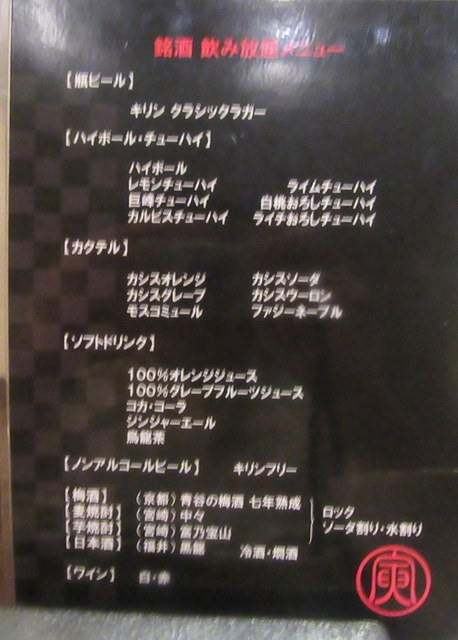 銘酒 飲み放題メニュー
【瓶ビール】
キリン クラシックラガー
【ハイボール・チューハイ】
ハイボール
レモンチューハイ ライムチューハイ
巨峰チューハイ 白桃おろしチューハイ
カルピスチューハイ ライチおろしチューハイ
【カクテル】
カシスオレンジ カシスソーダ
カシスグレープ カシスウーロン
モスコミュール ファジーネーブル
【ソフトドリンク】
100%オレンジジュース
100%グレープフルーツジュース
コカ・コーラ
ジンジャーエール
烏龍茶
【ノンアルコールビール】 キリンフリー
【梅酒】 （京都）青谷の梅酒 七年熟成
【麦焼酎】 （宮崎）中々 ロック
【芋焼酎】 （宮崎）富乃宝山 ソーダ割り・水割り
【日本酒】 （福井）黒龍 冷酒・燗酒
【ワイン】 白・赤
寅